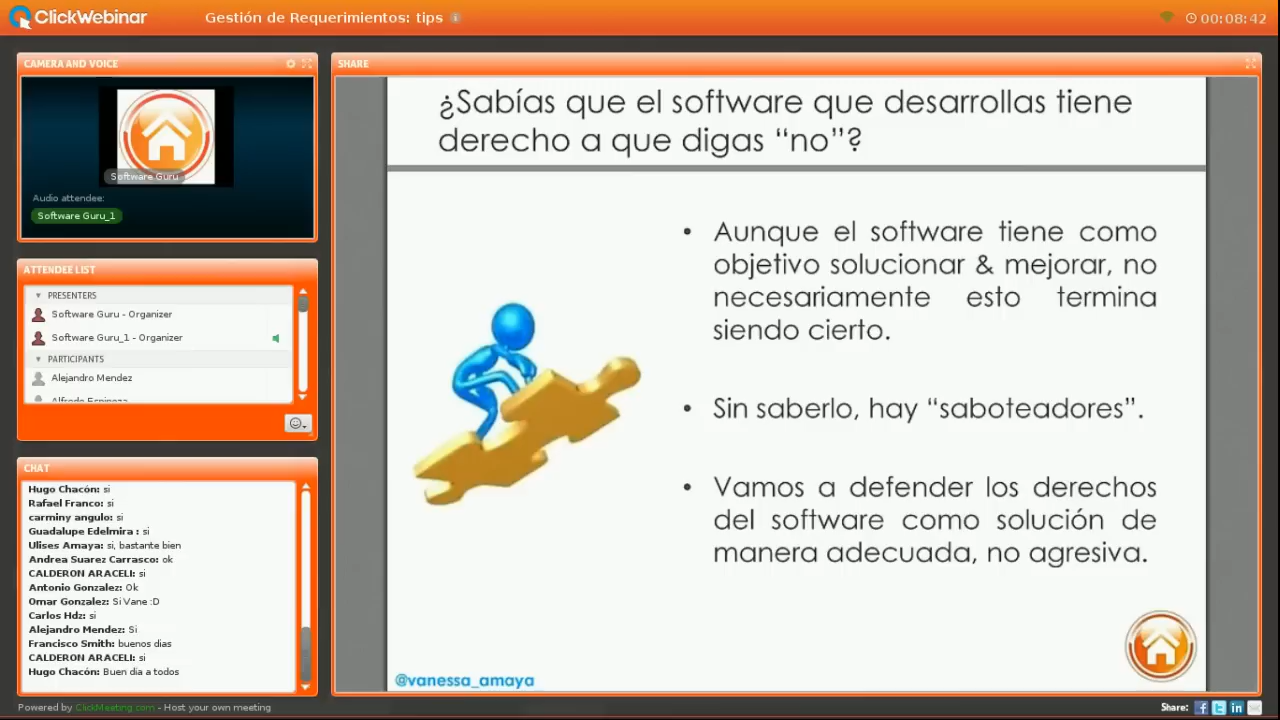 ClickWebinar
Gestión de Requerimientos: tips
00:08:42
CAMERA AND VOICE
Software Guru
Audio attendee:
Software Guru_1
ATTENDEE LIST
PRESENTERS
Software Guru - Organizer
Software Guru_1 - Organizer
PARTICIPANTS
Alejandro Mendez
Alfredo Espinoza
CHAT
Hugo Chacón: si
Rafael Franco: si
carminy angulo: si
Guadalupe Edelmira : si
Ulises Amaya: si, bastante bien
Andrea Suarez Carrasco: ok
CALDERON ARACELI: si
Antonio Gonzalez: Ok
Omar Gonzalez: Si Vane :D
Carlos Hdz: si
Alejandro Mendez: Si
Francisco Smith: buenos dias
CALDERON ARACELI: si
Hugo Chacón: Buen día a todos
SHARE
¿Sabías que el software que desarrollas tiene
derecho a que digas “no”?
• Aunque el software tiene como
objetivo solucionar & mejorar, no
necesariamente esto termina
siendo cierto.
• Sin saberlo, hay “saboteadores”.
• Vamos a defender los derechos
del software como solución de
manera adecuada, no agresiva.
@vanessa_amaya
Powered by ClickMeeting.com - Host your own meeting
Share: